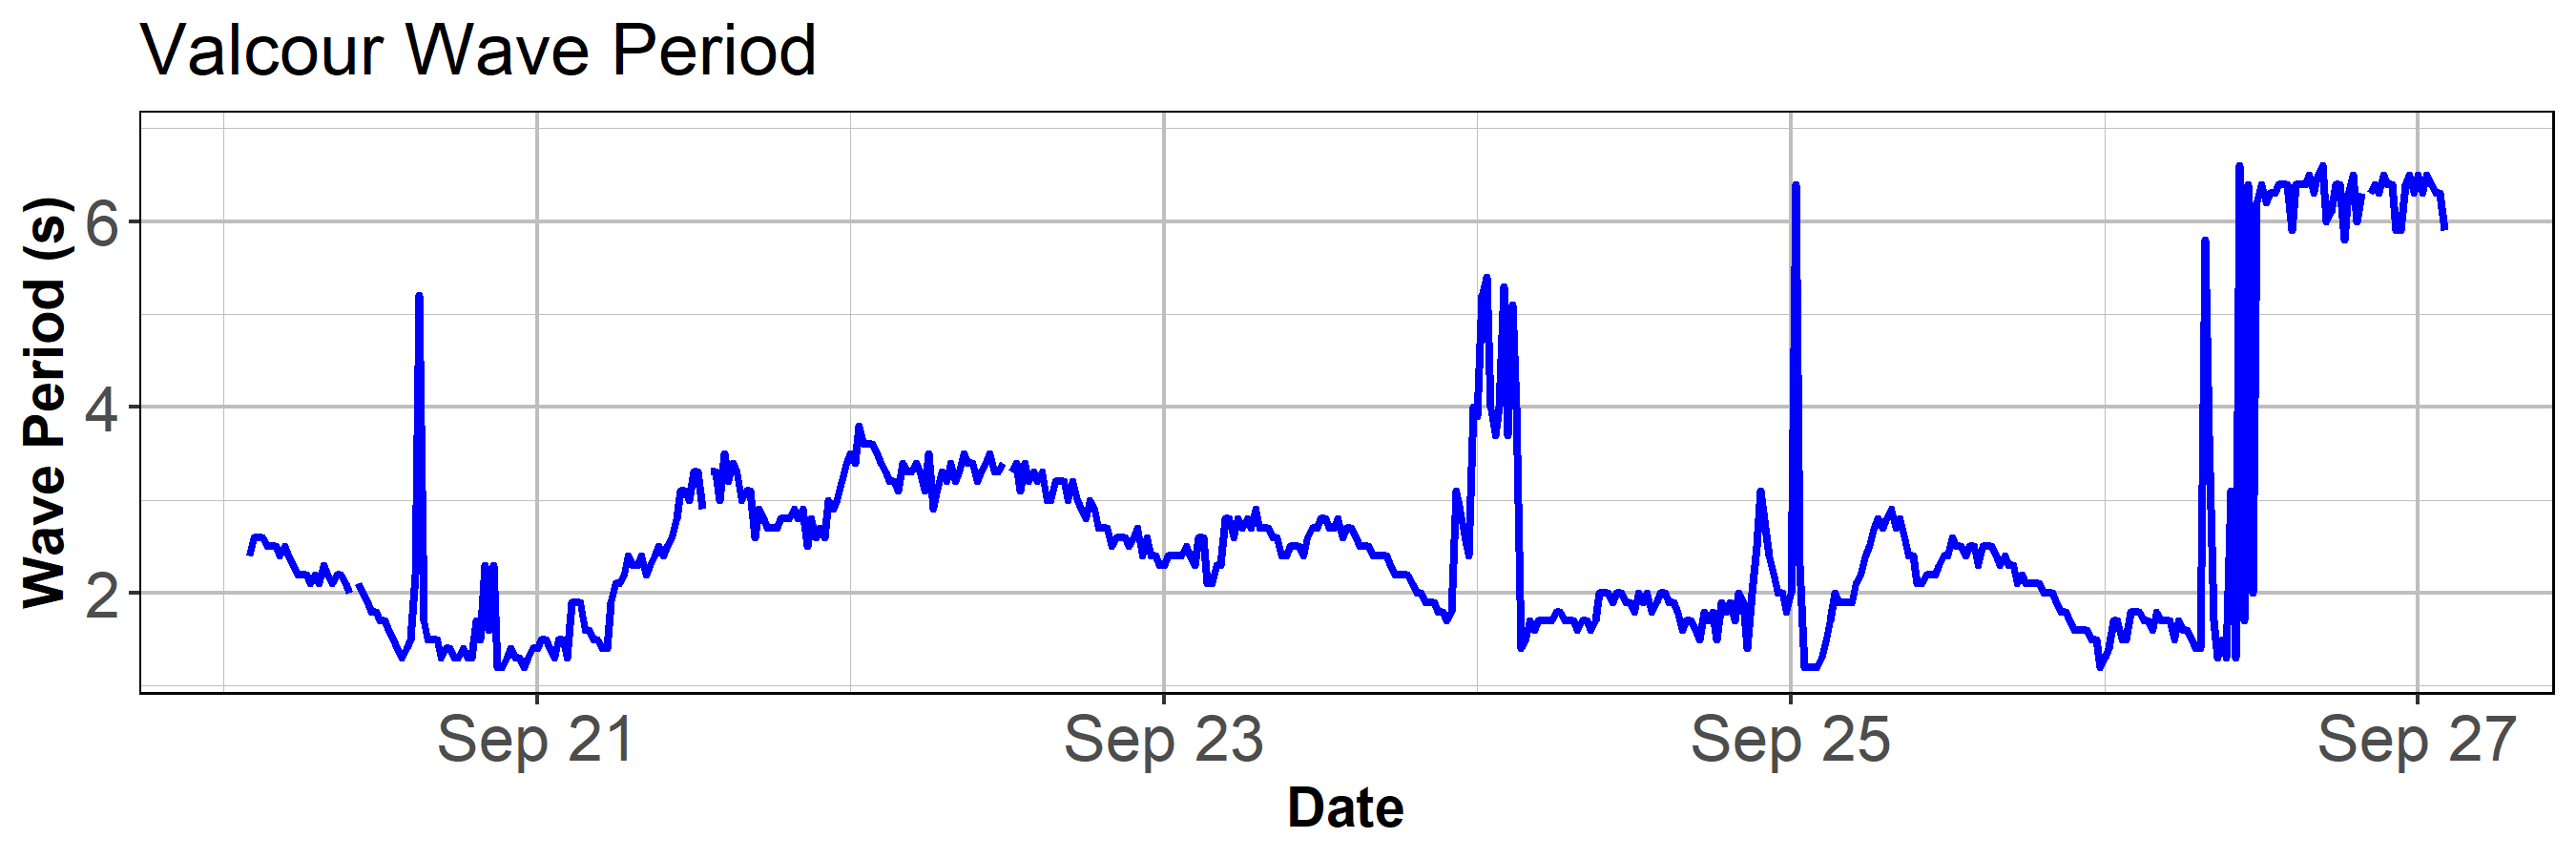 Valcour Wave Period
Wave Period (s)
6
4
2
Sep 21 Sep 23 Sep 25 Sep 27
Date